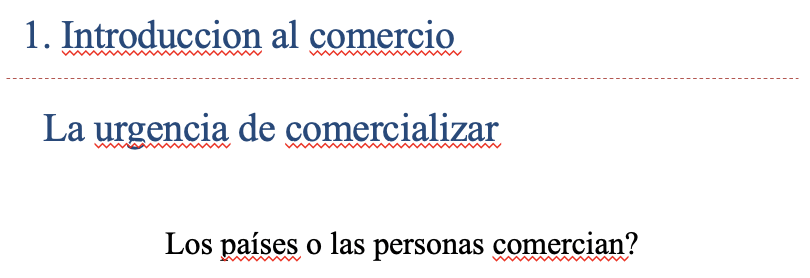 1. Introduccion al comercio
La urgencia de comercializar
Los países o las personas comercian?